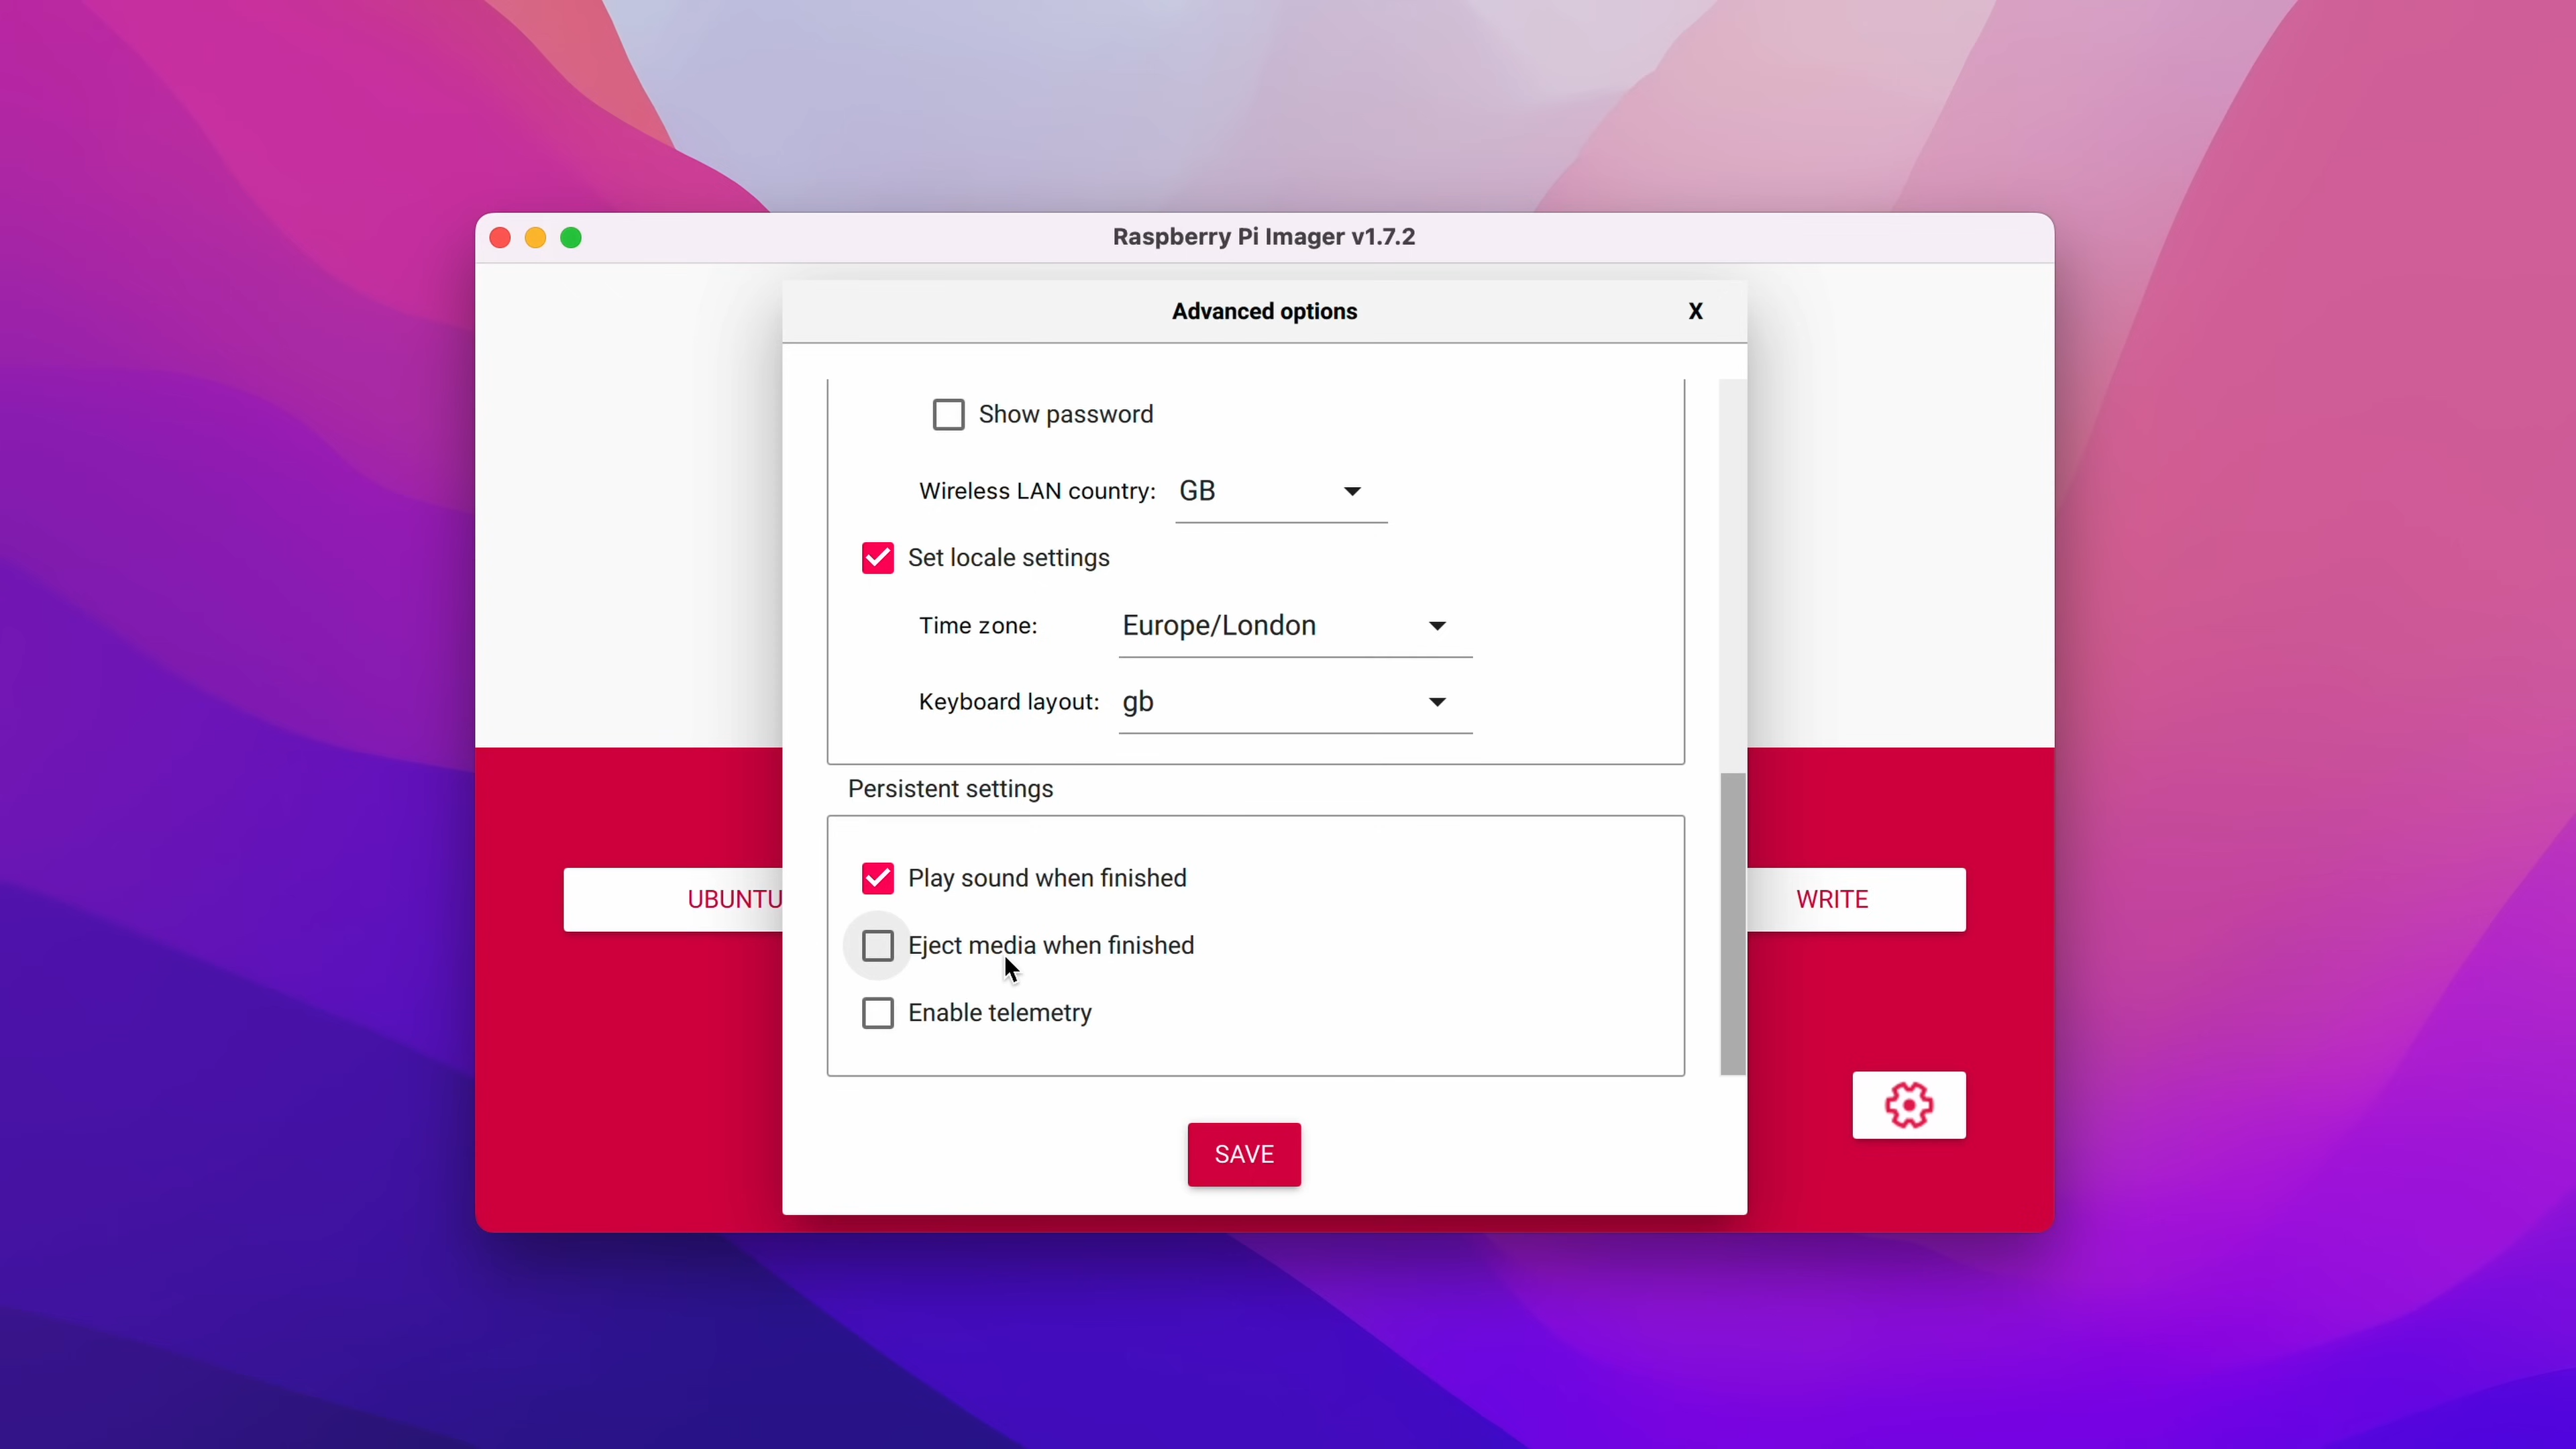 Raspberry Pi Imager v1.7.2
Advanced options X
Show password
Wireless LAN country: GB
Set locale settings
Time zone: Europe/London
Keyboard layout: gb
Persistent settings
Play sound when finished
UBUNTU
WRITE
Eject media when finished
Enable telemetry
SAVE